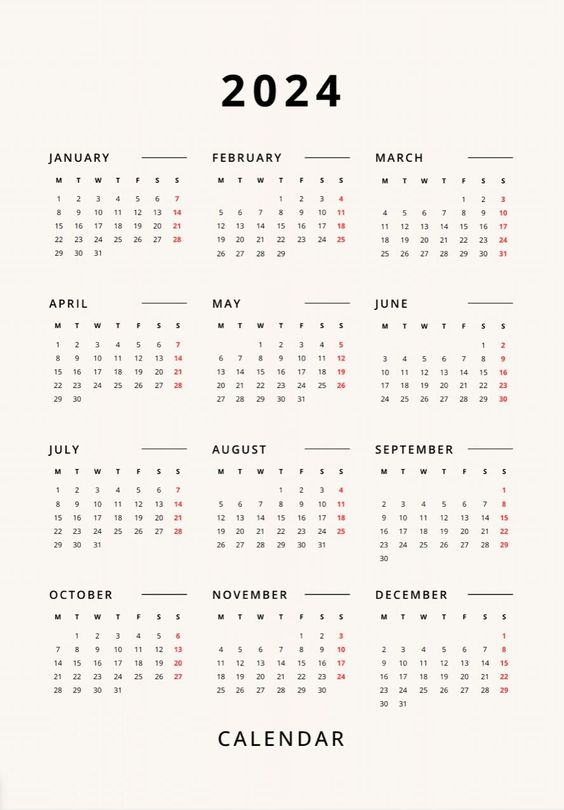 2024
JANUARY
M T W T F S S
1 2 3 4 5 6 7
8 9 10 11 12 13 14
15 16 17 18 19 20 21
22 23 24 25 26 27 28
29 30 31
FEBRUARY
M T W T F S S
1 2 3 4
5 6 7 8 9 10 11
12 13 14 15 16 17 18
19 20 21 22 23 24 25
26 27 28 29
MARCH
M T W T F S S
1 2 3
4 5 6 7 8 9 10
11 12 13 14 15 16 17
18 19 20 21 22 23 24
25 26 27 28 29 30 31
APRIL
M T W T F S S
1 2 3 4 5 6 7
8 9 10 11 12 13 14
15 16 17 18 19 20 21
22 23 24 25 26 27 28
29 30
MAY
M T W T F S S
1 2 3 4 5
6 7 8 9 10 11 12
13 14 15 16 17 18 19
20 21 22 23 24 25 26
27 28 29 30 31
JUNE
M T W T F S S
1 2
3 4 5 6 7 8 9
10 11 12 13 14 15 16
17 18 19 20 21 22 23
24 25 26 27 28 29 30
JULY
M T W T F S S
1 2 3 4 5 6 7
8 9 10 11 12 13 14
15 16 17 18 19 20 21
22 23 24 25 26 27 28
29 30 31
AUGUST
M T W T F S S
1 2 3 4
5 6 7 8 9 10 11
12 13 14 15 16 17 18
19 20 21 22 23 24 25
26 27 28 29 30 31
SEPTEMBER
M T W T F S S
1
2 3 4 5 6 7 8
9 10 11 12 13 14 15
16 17 18 19 20 21 22
23 24 25 26 27 28 29
30
OCTOBER
M T W T F S S
1 2 3 4 5 6
7 8 9 10 11 12 13
14 15 16 17 18 19 20
21 22 23 24 25 26 27
28 29 30 31
NOVEMBER
M T W T F S S
1 2 3
4 5 6 7 8 9 10
11 12 13 14 15 16 17
18 19 20 21 22 23 24
25 26 27 28 29 30
DECEMBER
M T W T F S S
1
2 3 4 5 6 7 8
9 10 11 12 13 14 15
16 17 18 19 20 21 22
23 24 25 26 27 28 29
30 31
CALENDAR